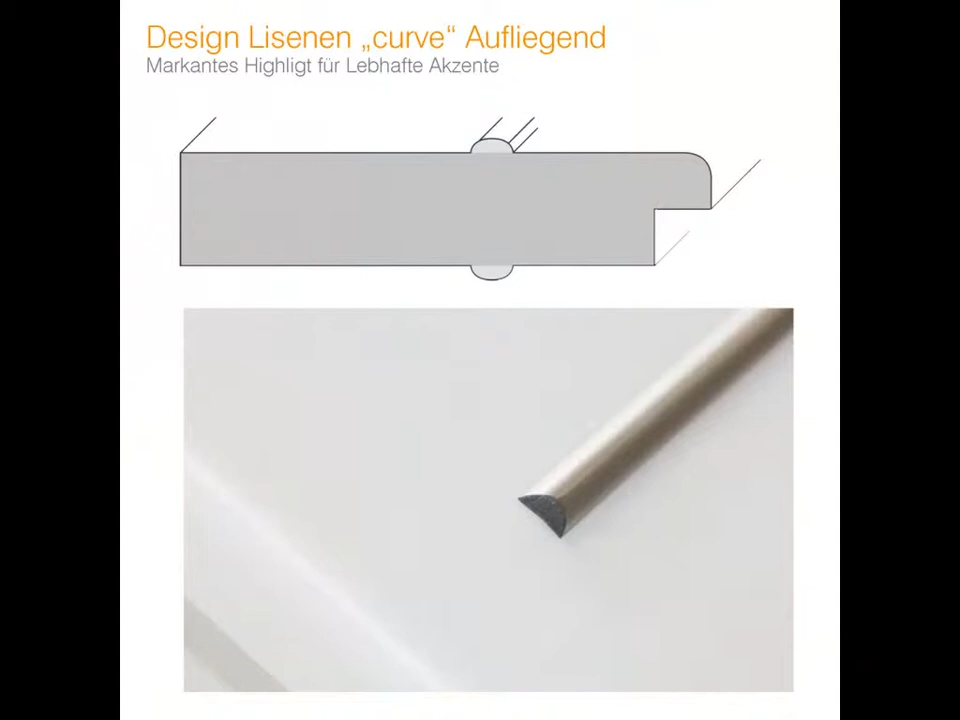 Design Lisenen „curve“ Aufliegend
Markantes Highligt für Lebhafte Akzente